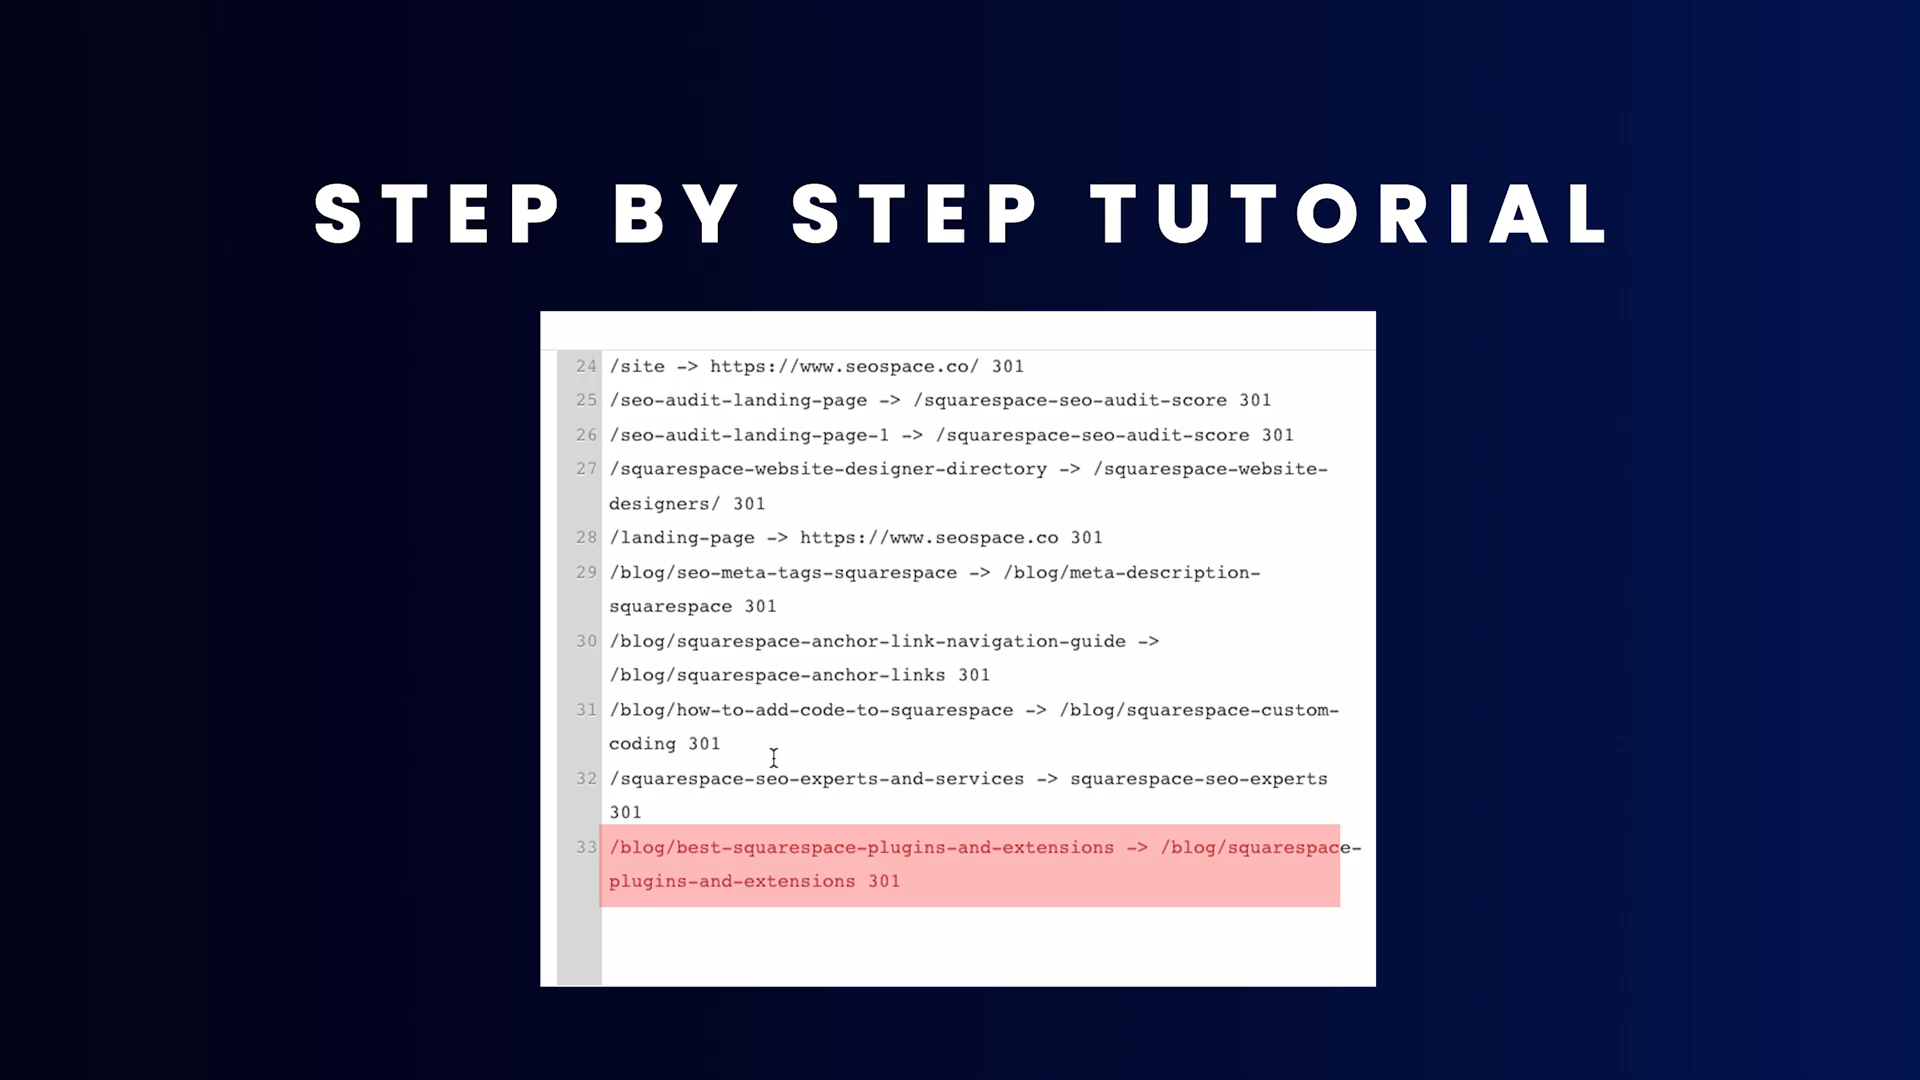 STEP BY STEP TUTORIAL
24 /site -> https://www.seospace.co/ 301
25 /seo-audit-landing-page -> /squarespace-seo-audit-score 301
26 /seo-audit-landing-page-1 -> /squarespace-seo-audit-score 301
27 /squarespace-website-designer-directory -> /squarespace-website-
designers/ 301
28 /landing-page -> https://www.seospace.co 301
29 /blog/seo-meta-tags-squarespace -> /blog/meta-description-
squarespace 301
30 /blog/squarespace-anchor-link-navigation-guide ->
/blog/squarespace-anchor-links 301
31 /blog/how-to-add-code-to-squarespace -> /blog/squarespace-custom-
coding 301
32 /squarespace-seo-experts-and-services -> squarespace-seo-experts
301
33 /blog/best-squarespace-plugins-and-extensions -> /blog/squarespace-
plugins-and-extensions 301